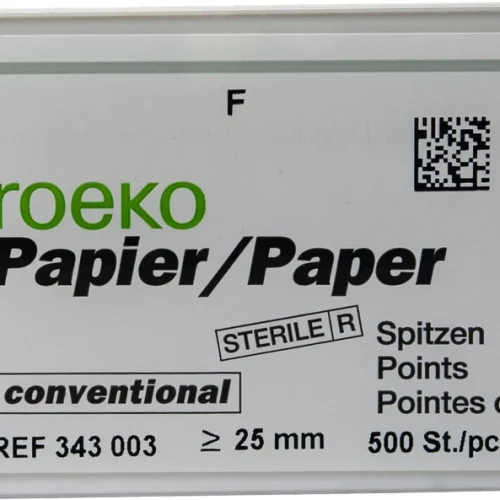 F
roeko
Papier/Paper
STERILE R
Spitzen
Points
conventional
Pointes
REF 343 003 ≥ 25 mm 500 St./pc